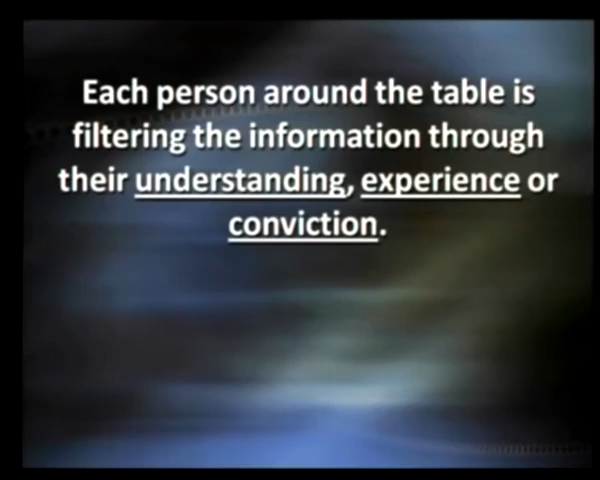 Each person around the table is
filtering the information through
their understanding, experience or
conviction.